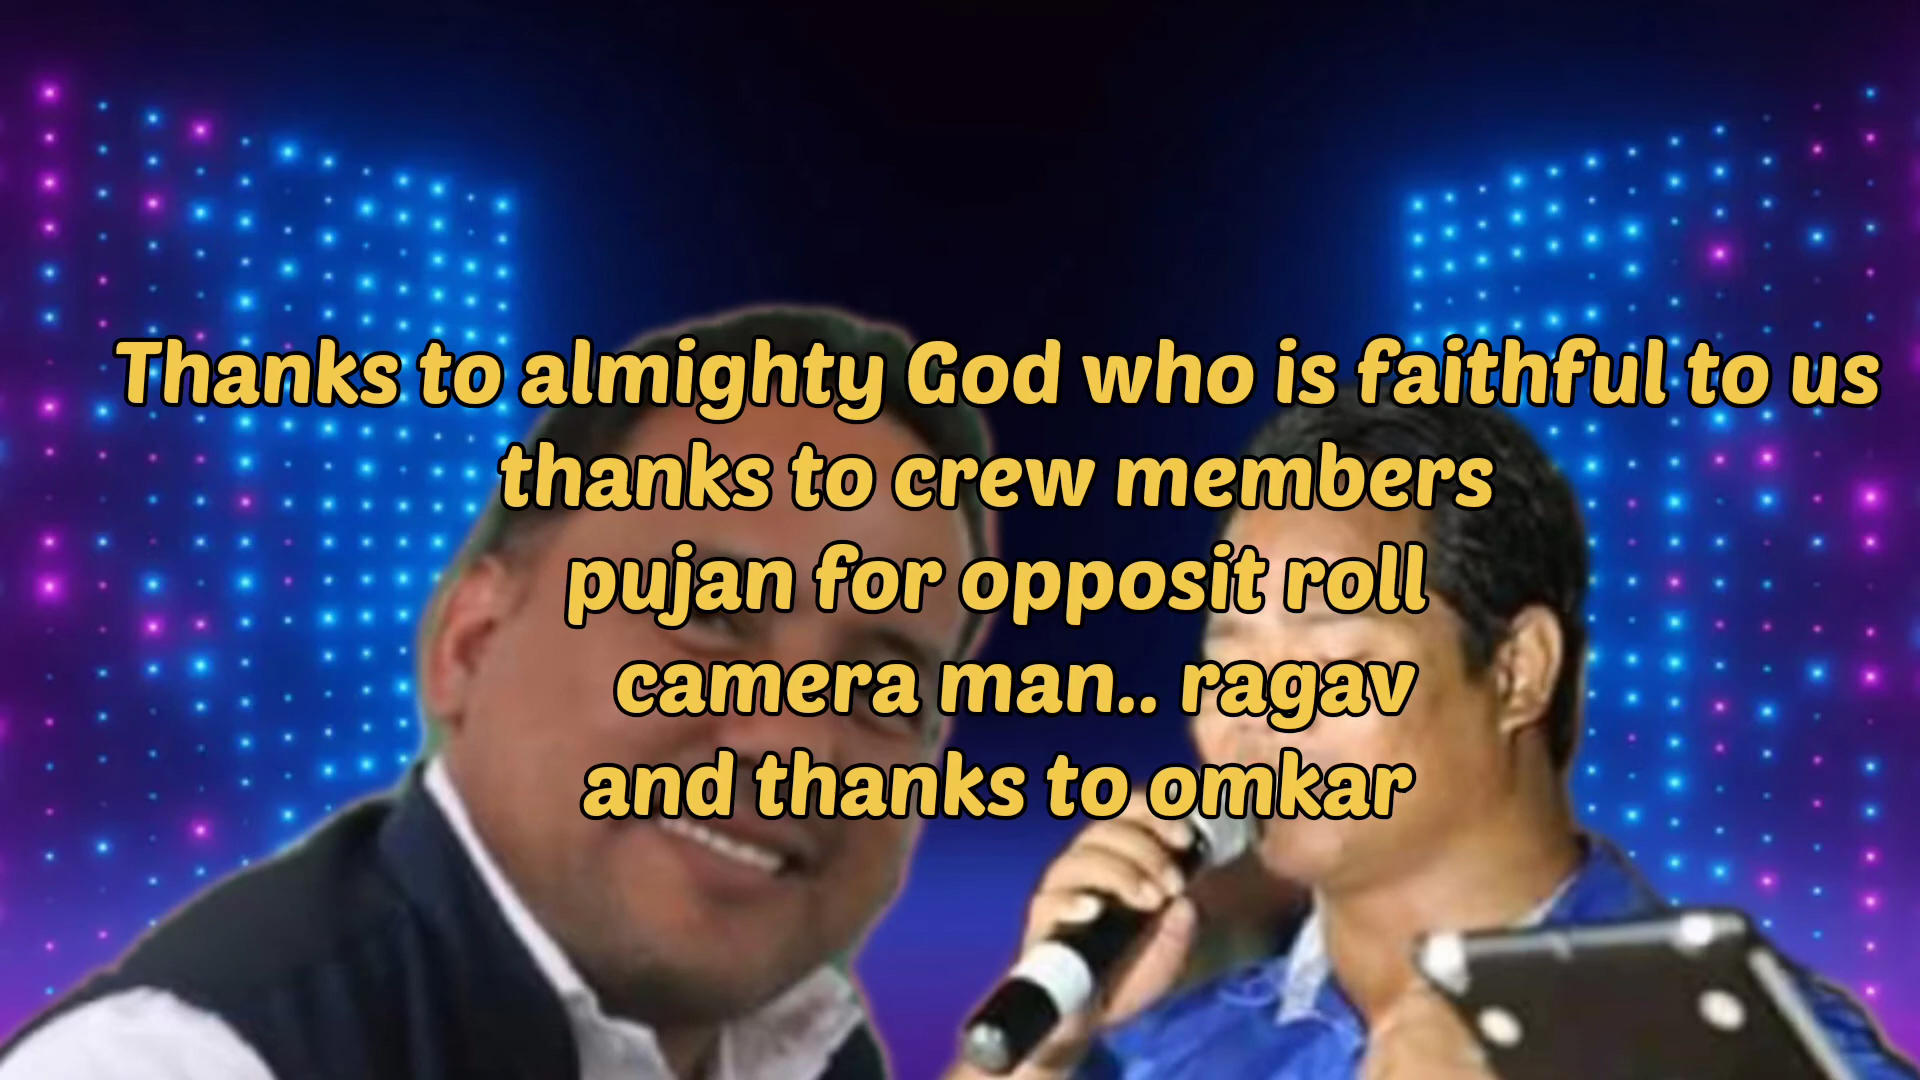 Thanks to almighty God who is faithful to us
thanks to crew members
pujan for opposit roll
camera man.. ragav
and thanks to omkar